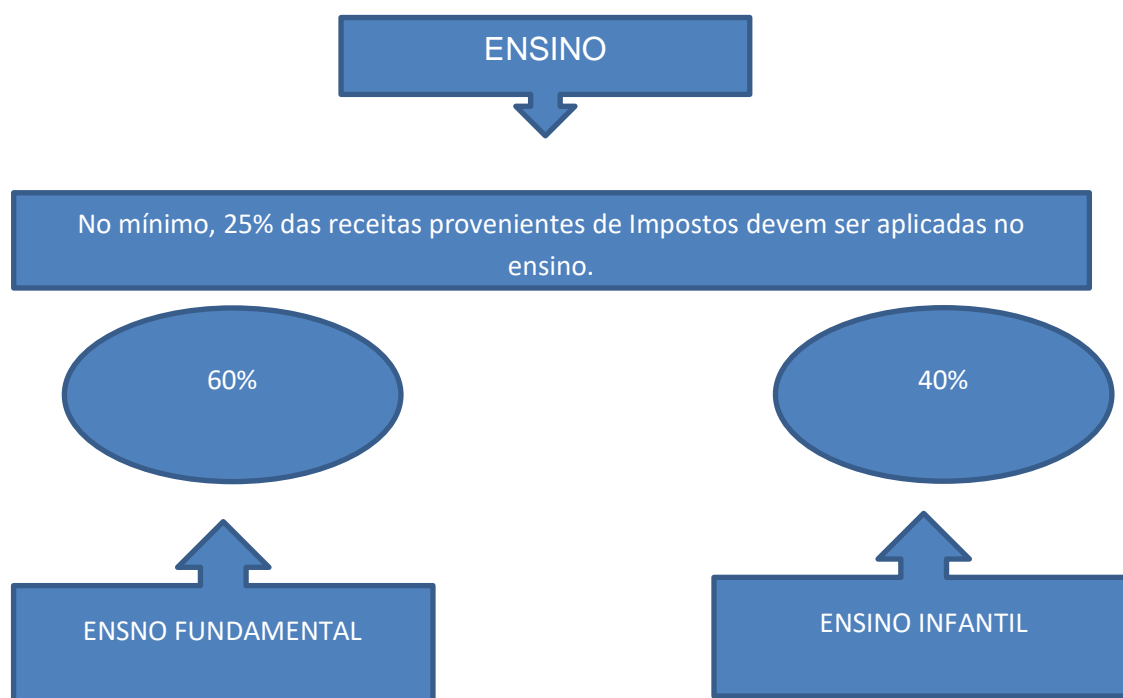 ENSINO
No mínimo, 25% das receitas provenientes de Impostos devem ser aplicadas no
ensino.
60%
40%
ENSNO FUNDAMENTAL
ENSINO INFANTIL